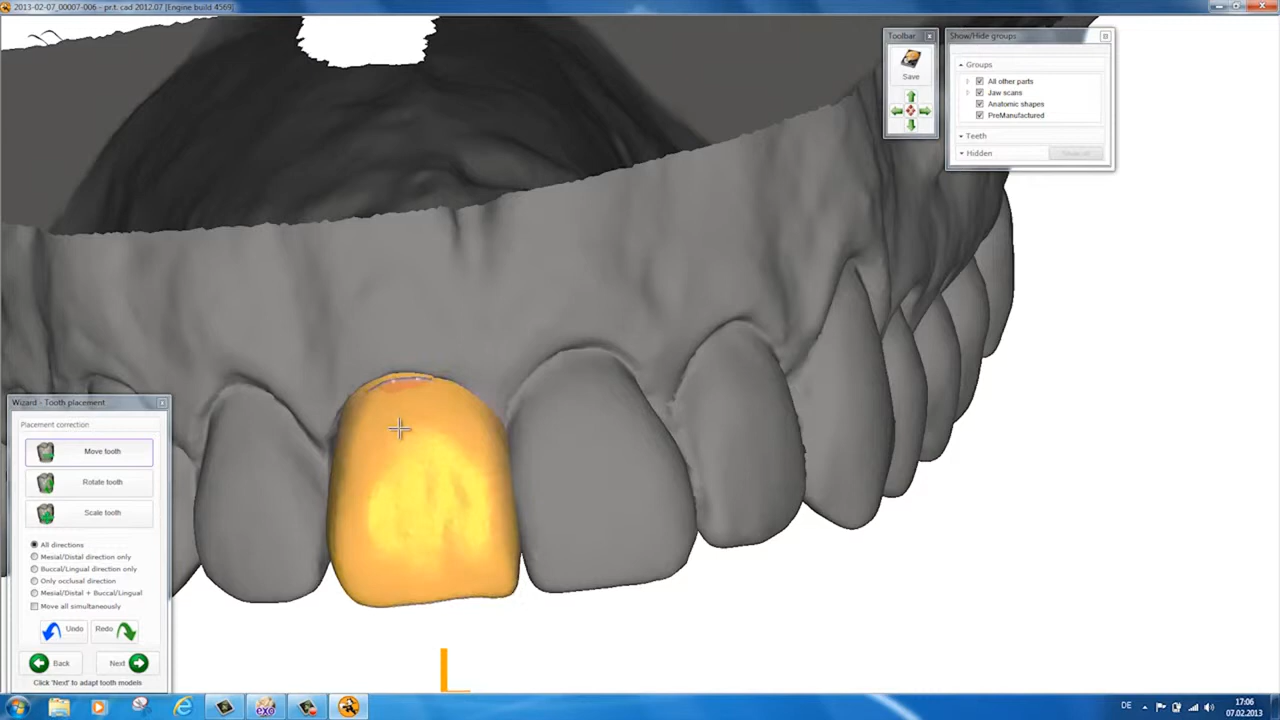 2013-02-07_00007-006 - pr.t. cad 2012.07 [Engine build 4569]
Toolbar
Save
Show/Hide groups
Groups
All other parts
Jaw scans
Anatomic shapes
PreManufactured
Teeth
Hidden
Wizard - Tooth placement
Placement correction
Move tooth
Rotate tooth
Scale tooth
All directions
Mesial/Distal direction only
Buccal/Lingual direction only
Only occlusal direction
Mesial/Distal + Buccal/Lingual
Move all simultaneously
Undo Redo
Back Next
Click 'Next' to adapt tooth models
L
exo
DE
17:06
07.02.2013